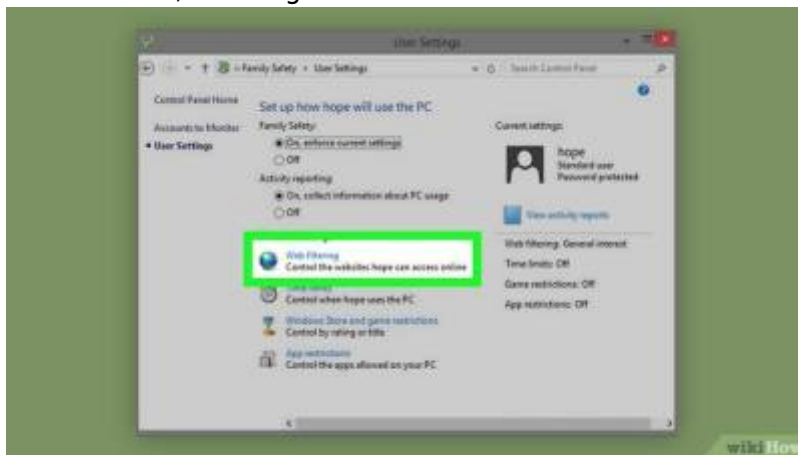 User Settings
Family Safety User Settings Search Control Panel
Control Panel Home
Accounts to Monitor
User Settings
Set up how hope will use the PC
Family Safety:
On, enforce current settings
Off
Activity reporting:
On, collect information about PC usage
Off
Web filtering
Control the websites hope can access online
Time limits
Control when hope uses the PC
Windows Store and game restrictions
Control by rating or title
App restrictions
Control the apps allowed on your PC
Current settings:
hope
Standard user
Password protected
View activity reports
Web filtering: General interest
Time limits: Off
Game restrictions: Off
App restrictions: Off
wikiHow